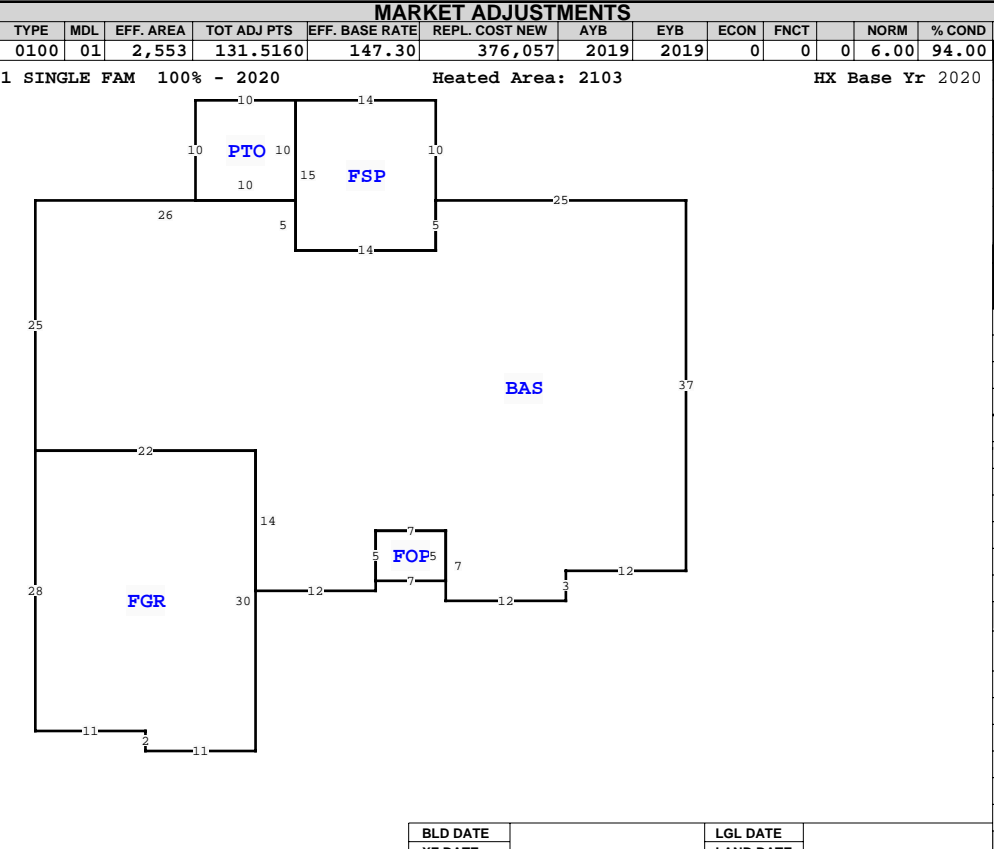 MARKET ADJUSTMENTS
TYPE MDL EFF. AREA TOT ADJ PTS EFF. BASE RATE REPL. COST NEW AYB EYB ECON FNCT NORM % COND
0100 01 2,553 131.5160 147.30 376,057 2019 2019 0 0 0 6.00 94.00
1 SINGLE FAM 100% - 2020 Heated Area: 2103 HX Base Yr 2020
10 14
10 PTO 10 10
15 FSP
10
25
26
5 5
14
25
BAS
37
22
14
7
5 FOP 5
7
7 12
3
28 12
FGR 30 12
11
2
11
BLD DATE LGL DATE